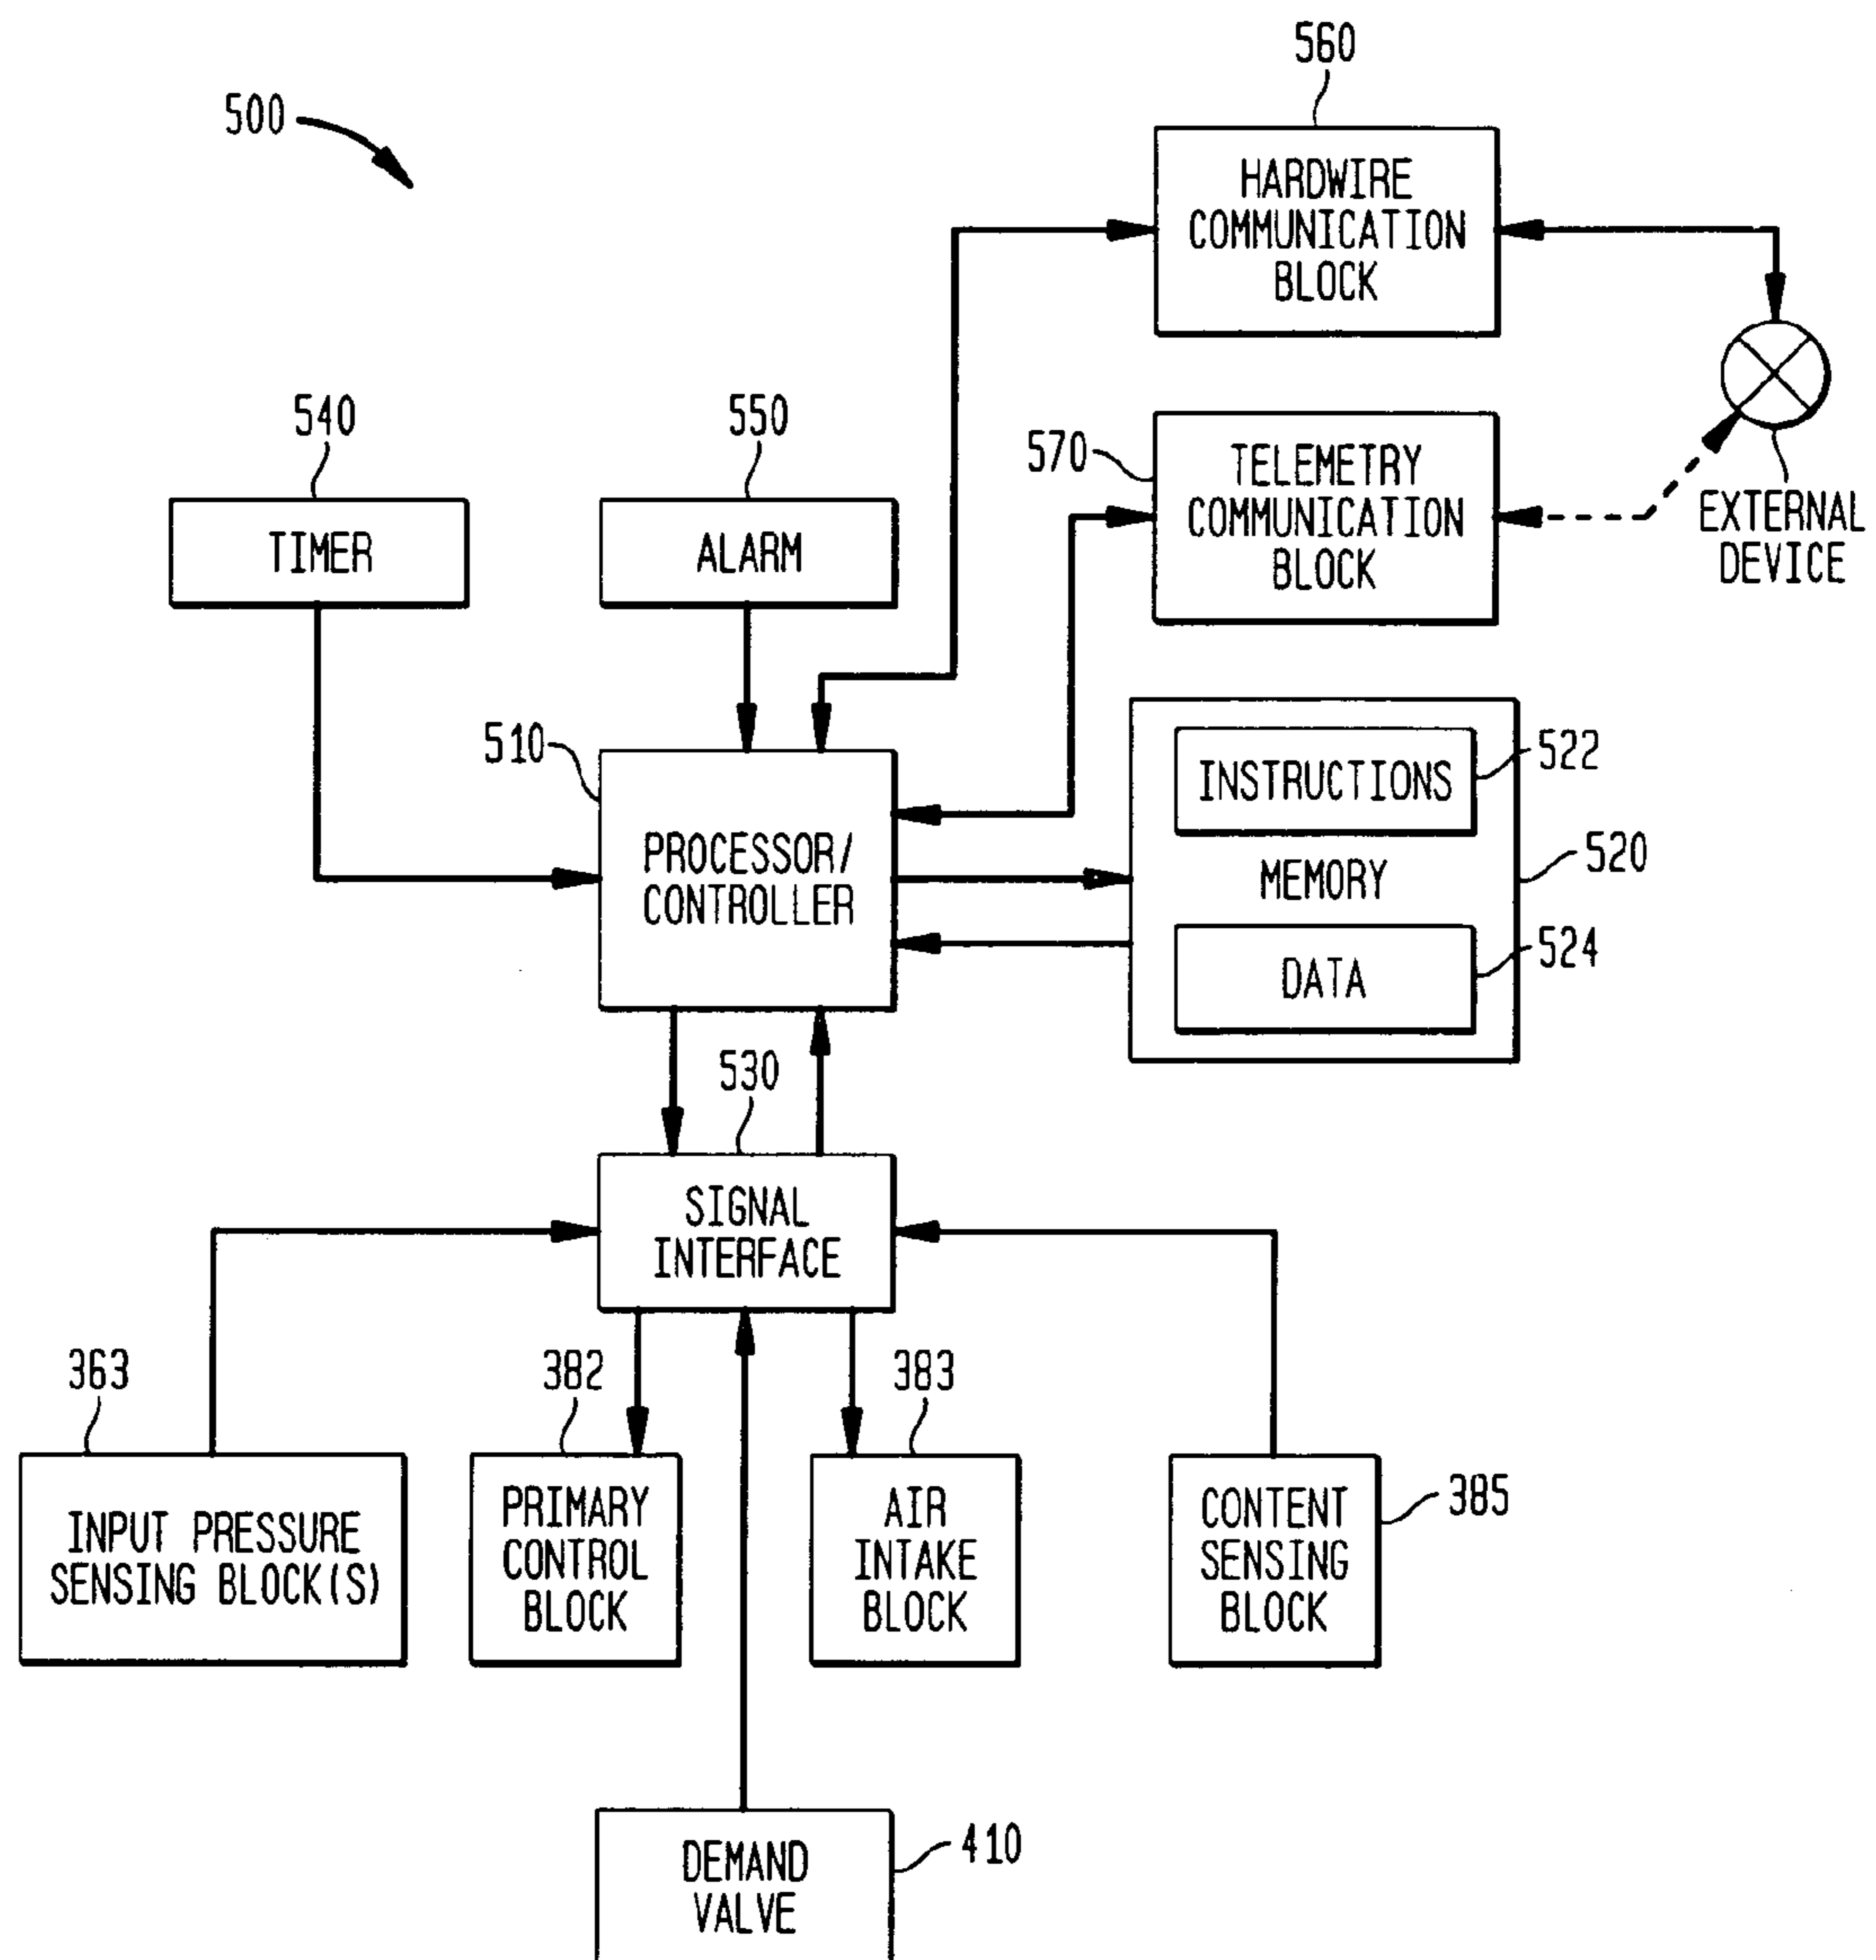 560
500
HARDWIRE
COMMUNICATION
BLOCK
540
550
570
TELEMETRY
COMMUNICATION
BLOCK
EXTERNAL
DEVICE
TIMER
ALARM
510
INSTRUCTIONS
522
PROCESSOR/
CONTROLLER
MEMORY
520
DATA
524
530
SIGNAL
INTERFACE
363
382
383
INPUT PRESSURE
SENSING BLOCK(S)
PRIMARY
CONTROL
BLOCK
AIR
INTAKE
BLOCK
CONTENT
SENSING
BLOCK
385
DEMAND
VALVE
410